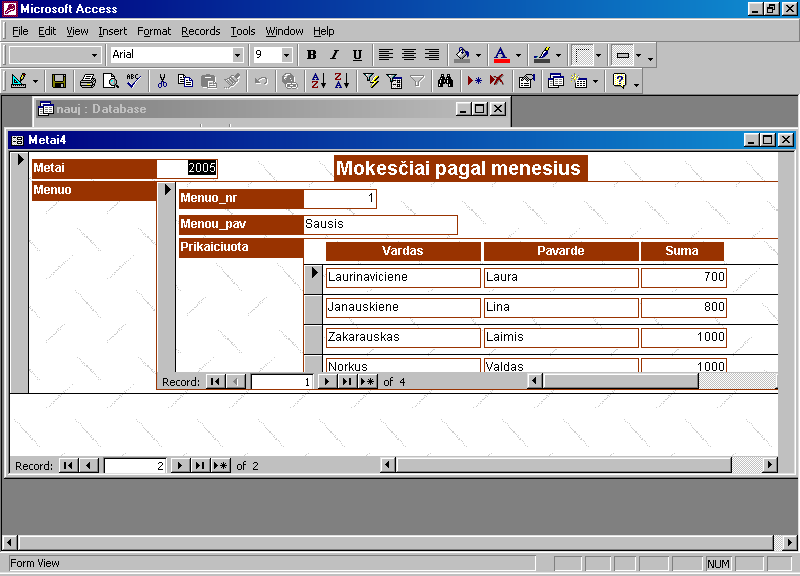 Microsoft Access
File Edit View Insert Format Records Tools Window Help
Arial 9 B I U A
nauj : Database
Metai4
Metai 2005 Mokesčiai pagal menesius
Menuo
Menuo_nr 1
Menou_pav Sausis
Prikaiciuota
Vardas Pavarde Suma
Laurinaviciene Laura 700
Janauskiene Lina 800
Zakarauskas Laimis 1000
Norkus Valdas 1000
Record: 1 of 4
Record: 2 of 2
Form View NUM